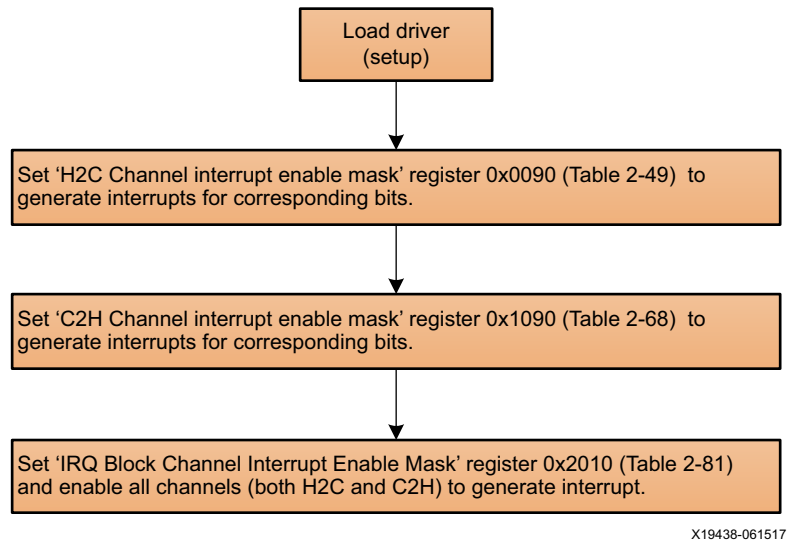 Load driver
(setup)
Set ‘H2C Channel interrupt enable mask’ register 0x0090 (Table 2-49)  to
generate interrupts for corresponding bits.
Set ‘C2H Channel interrupt enable mask’ register 0x1090 (Table 2-68)  to
generate interrupts for corresponding bits.
Set ‘IRQ Block Channel Interrupt Enable Mask’ register 0x2010 (Table 2-81)
and enable all channels (both H2C and C2H) to generate interrupt.
X19438-061517